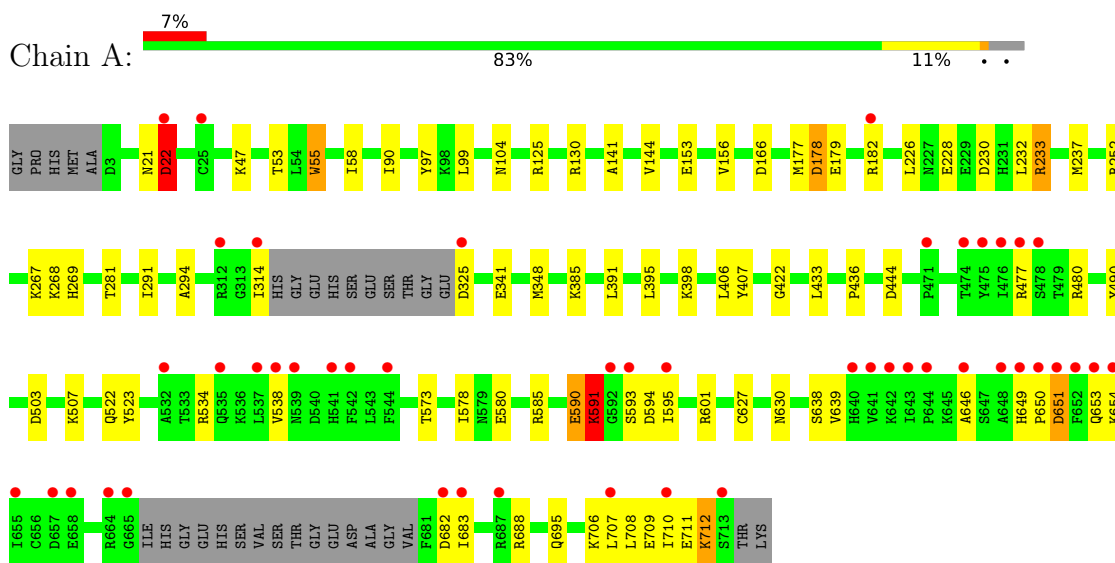 7%
Chain A:
83% 11% • •
GLY PRO HIS MET ALA D3 N21 D22 C25 K47 T53 L54 W55 I58 I90 Y97 K98 L99 N104 R125 R130 A141 V144 E153 V156 D166 M177 D178 E179 R182 L226 N227 E228 E229 D230 H231 L232 R233 M237
K267 K268 H269 T281 I291 A294 R312 G313 I314 HIS GLY GLU HIS SER GLU SER THR GLY GLU D325 E341 M348 K385 L391 L395 K398 L406 Y407 G422 L433 P436 D444 P471 T474 Y475 I476 R477 S478 T479 R480
D503 K507 Q522 Y523 A532 T533 R534 Q535 K536 L537 V538 N539 D540 H541 F542 L543 F544 T573 I578 N579 E580 R585 E590 K591 G592 S593 D594 I595 R601 C627 N630 S638 V639 H640 V641 K642 I643 P644 K645 A646 S647 A648 H649 P650 D651 F652 Q653 K654
I655 C656 D657 E658 R664 G665 ILE HIS GLY GLU HIS SER VAL SER THR GLY GLU ASP ALA GLY VAL F681 D682 I683 R687 R688 Q695 K706 L707 L708 E709 I710 E711 K712 S713 THR LYS